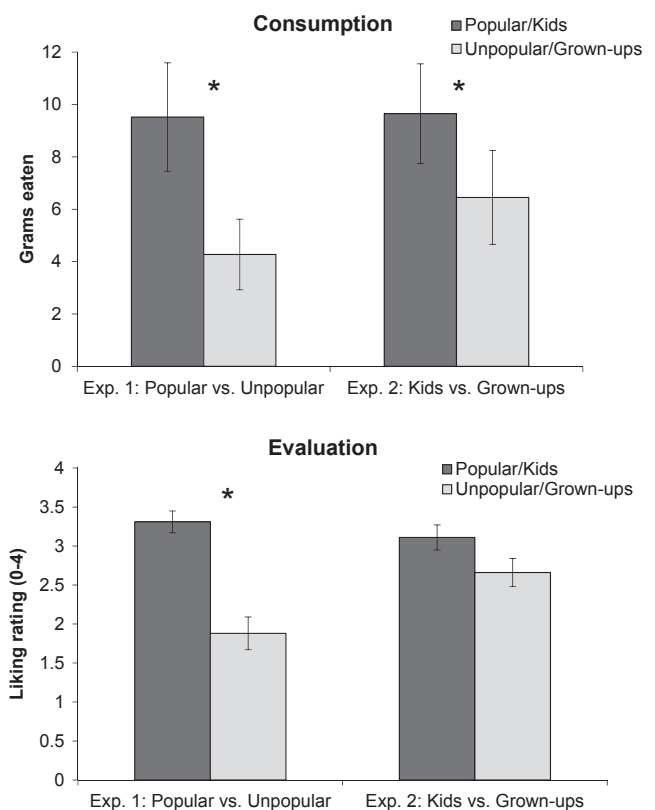 Consumption
Popular/Kids
Unpopular/Grown-ups
12
10
8
6
4
2
0
Grams eaten
*
*
Exp. 1: Popular vs. Unpopular
Exp. 2: Kids vs. Grown-ups
Evaluation
Popular/Kids
Unpopular/Grown-ups
4
3.5
3
2.5
2
1.5
1
0.5
0
Liking rating (0-4)
*
Exp. 1: Popular vs. Unpopular
Exp. 2: Kids vs. Grown-ups